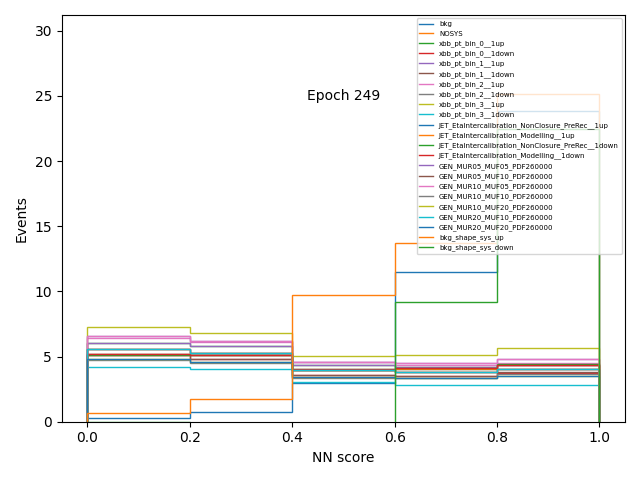 30
25
20
15
10
5
0
Events
Epoch 249
bkg
NOSYS
xbb_pt_bin_0__1up
xbb_pt_bin_0__1down
xbb_pt_bin_1__1up
xbb_pt_bin_1__1down
xbb_pt_bin_2__1up
xbb_pt_bin_2__1down
xbb_pt_bin_3__1up
xbb_pt_bin_3__1down
JET_EtaIntercalibration_NonClosure_PreRec__1up
JET_EtaIntercalibration_Modelling__1up
JET_EtaIntercalibration_NonClosure_PreRec__1down
JET_EtaIntercalibration_Modelling__1down
GEN_MUR05_MUF05_PDF260000
GEN_MUR05_MUF10_PDF260000
GEN_MUR10_MUF05_PDF260000
GEN_MUR10_MUF10_PDF260000
GEN_MUR10_MUF20_PDF260000
GEN_MUR20_MUF10_PDF260000
GEN_MUR20_MUF20_PDF260000
bkg_shape_sys_up
bkg_shape_sys_down
0.0 0.2 0.4 0.6 0.8 1.0
NN score